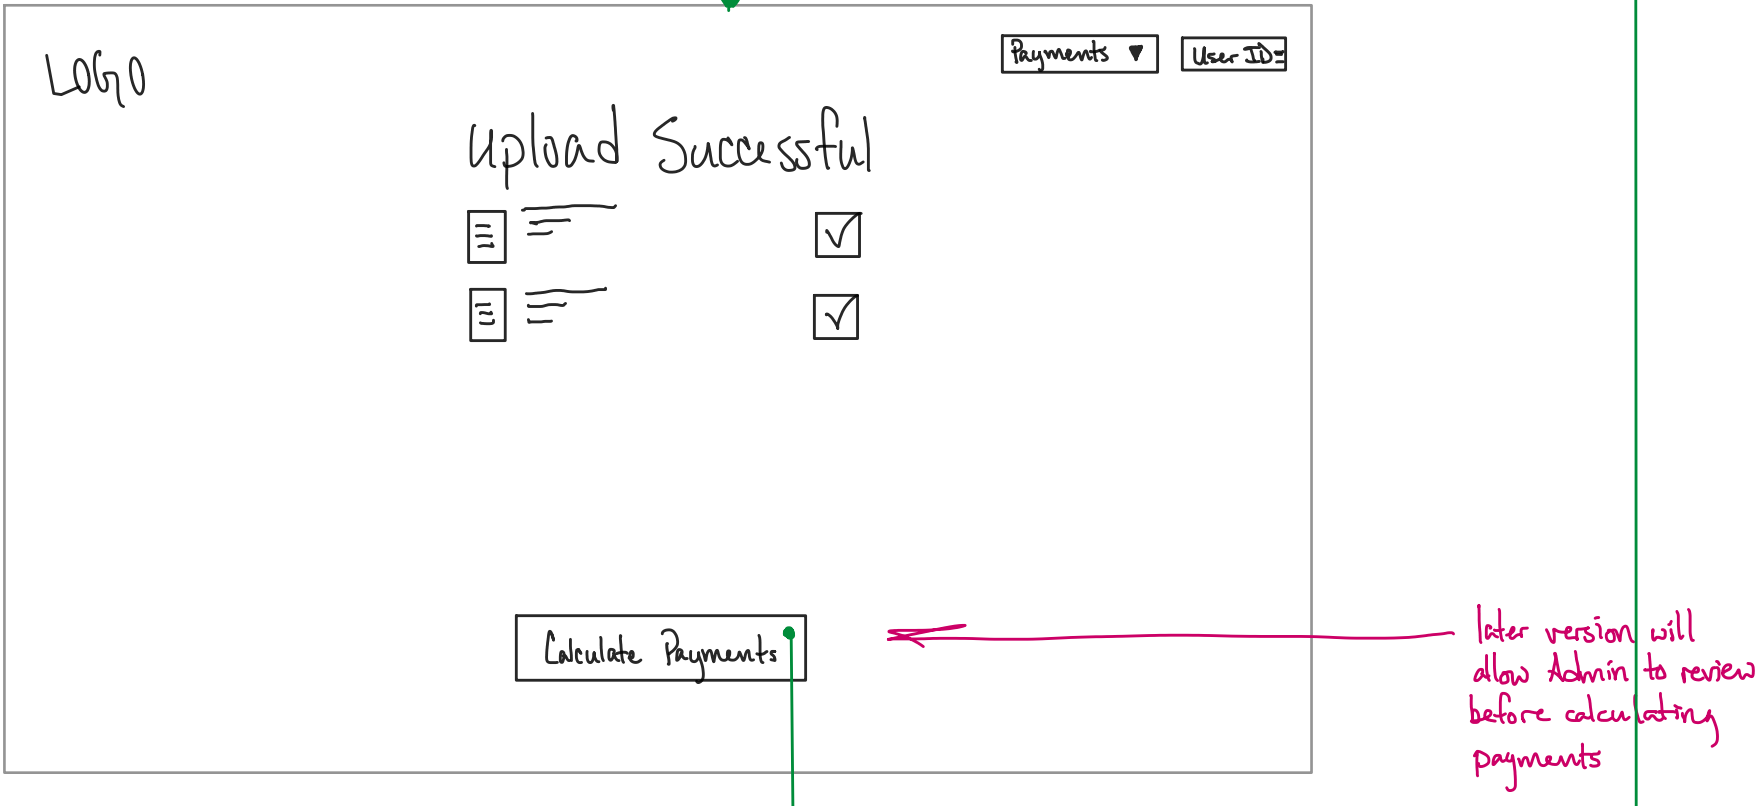 LOGO
Payments ▼
User ID
Upload Successful
Calculate Payments
later version will
allow Admin to review
before calculating
payments